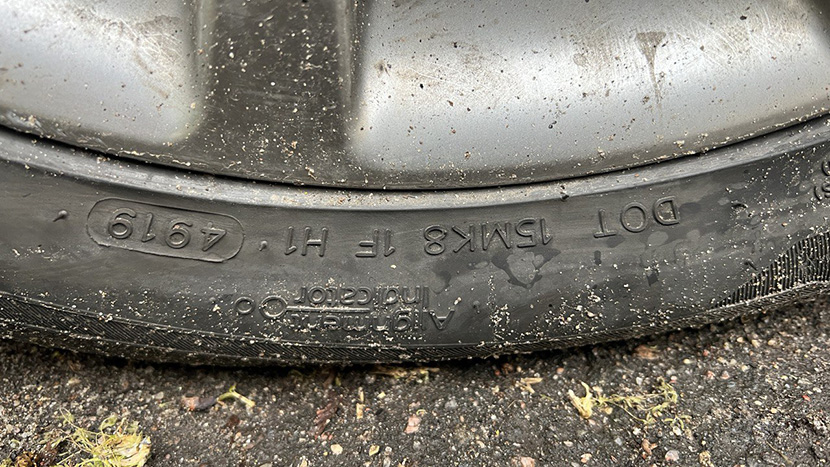 DOT 15MK8 1F H1 4919
Alignment
Indicator